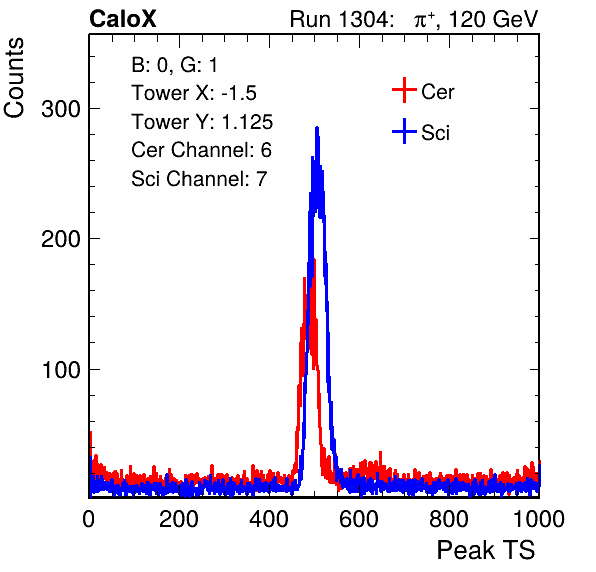 CaloX Run 1304: π⁺, 120 GeV
Counts
B: 0, G: 1
Tower X: -1.5
Tower Y: 1.125
Cer Channel: 6
Sci Channel: 7
Cer
Sci
300
200
100
0 200 400 600 800 1000
Peak TS